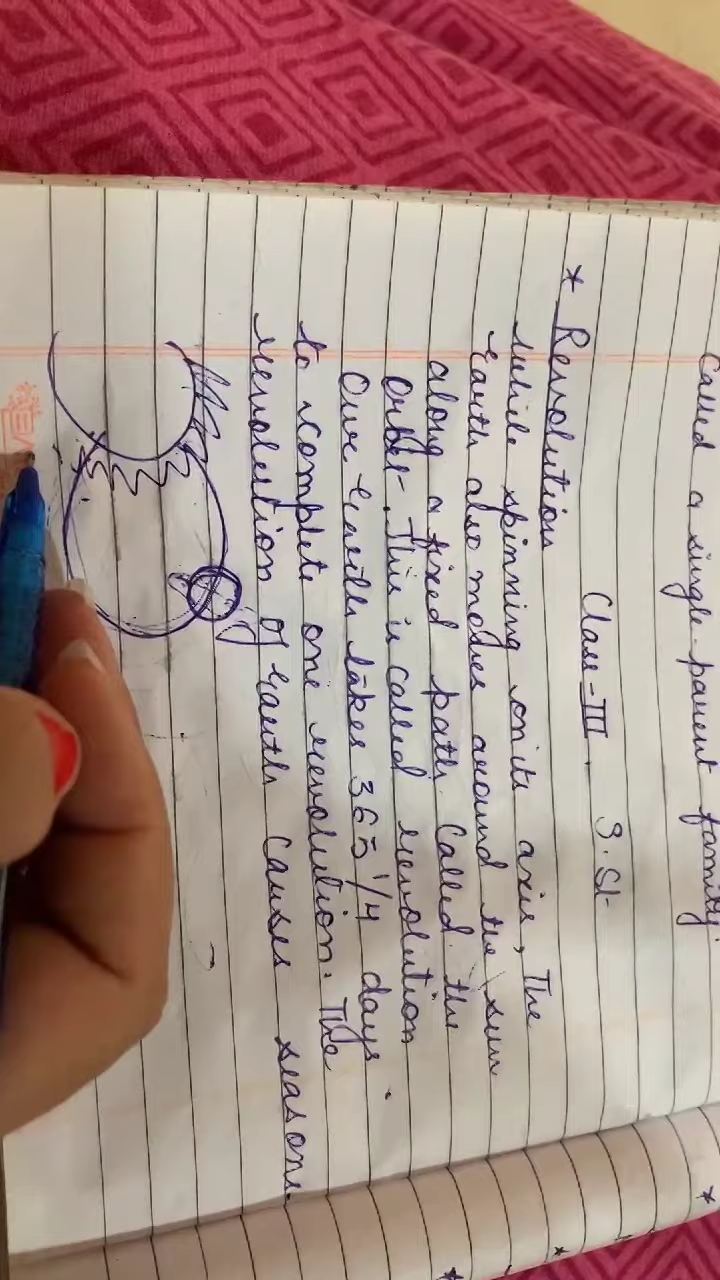 Called a single-parent family.
Class-III. S.St
* Revolution
while spinning on its axis, The
Earth also moves around the sun
along a fixed path. Called the
Orbit. This is called revolution
Our Earth takes 365 1/4 days.
to complete one revolution. The
revolution of Earth causes seasons.